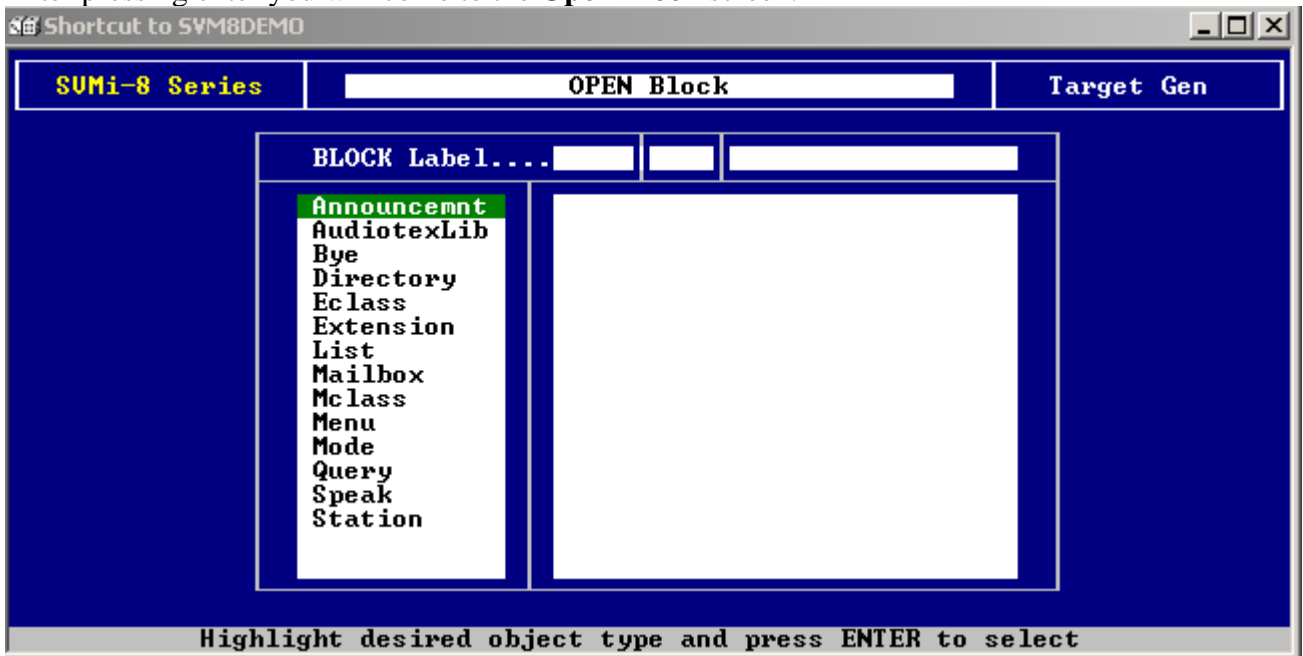 Shortcut to SVM8DEMO
SVMi-8 Series OPEN Block Target Gen
BLOCK Label....
Announcemnt
AudiotexLib
Bye
Directory
Eclass
Extension
List
Mailbox
Mclass
Menu
Mode
Query
Speak
Station
Highlight desired object type and press ENTER to select